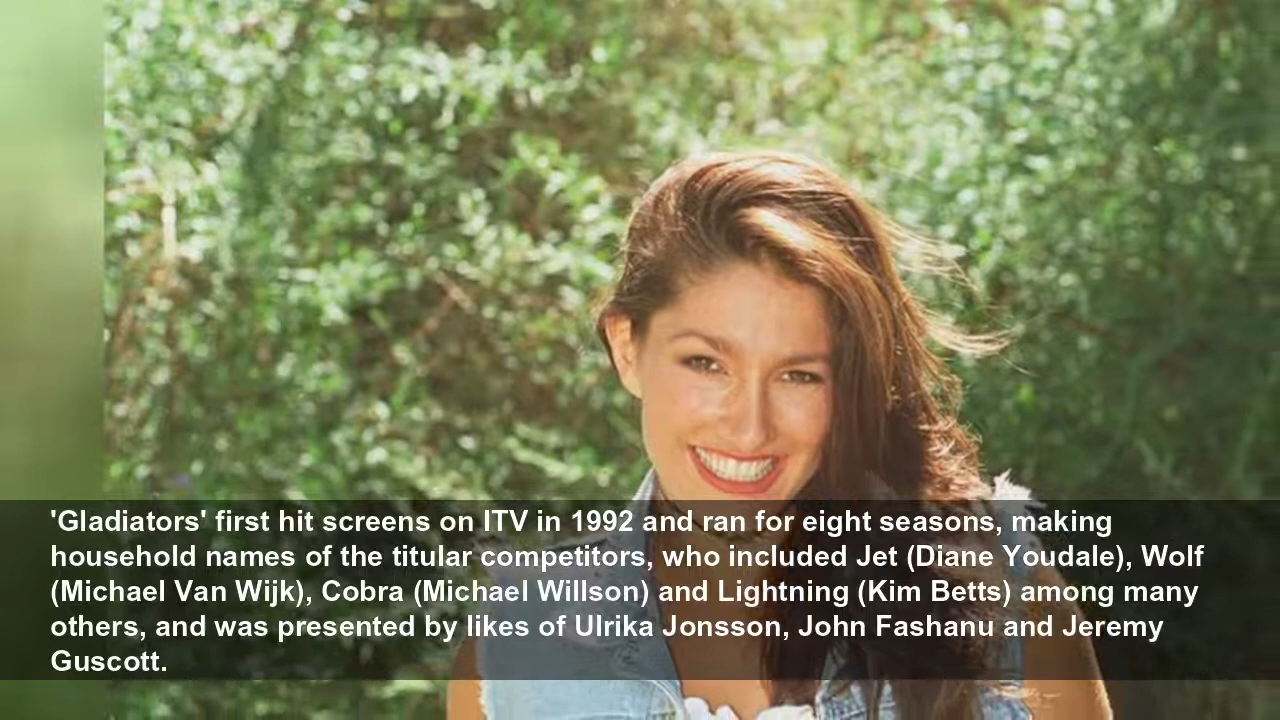 'Gladiators' first hit screens on ITV in 1992 and ran for eight seasons, making
household names of the titular competitors, who included Jet (Diane Youdale), Wolf
(Michael Van Wijk), Cobra (Michael Willson) and Lightning (Kim Betts) among many
others, and was presented by likes of Ulrika Jonsson, John Fashanu and Jeremy
Guscott.